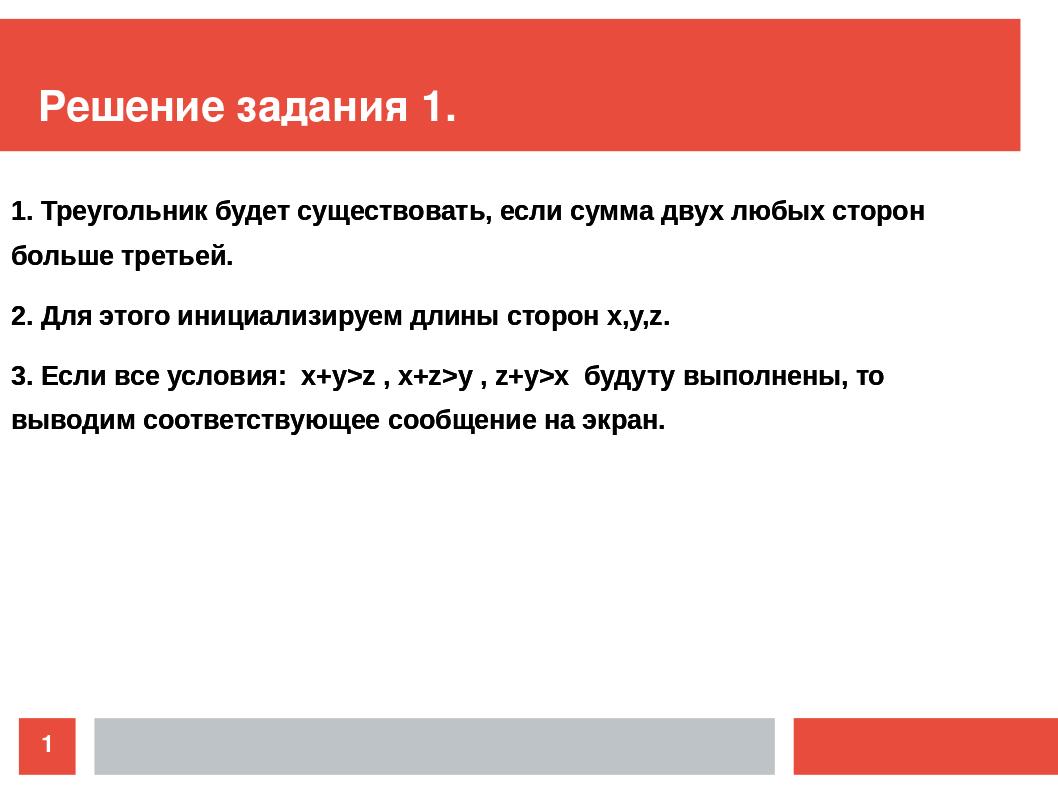 Решение задания 1.
1. Треугольник будет существовать, если сумма двух любых сторон
больше третьей.
2. Для этого инициализируем длины сторон x,y,z.
3. Если все условия:  x+y>z , x+z>y , z+y>x  будуту выполнены, то
выводим соответствующее сообщение на экран.
1